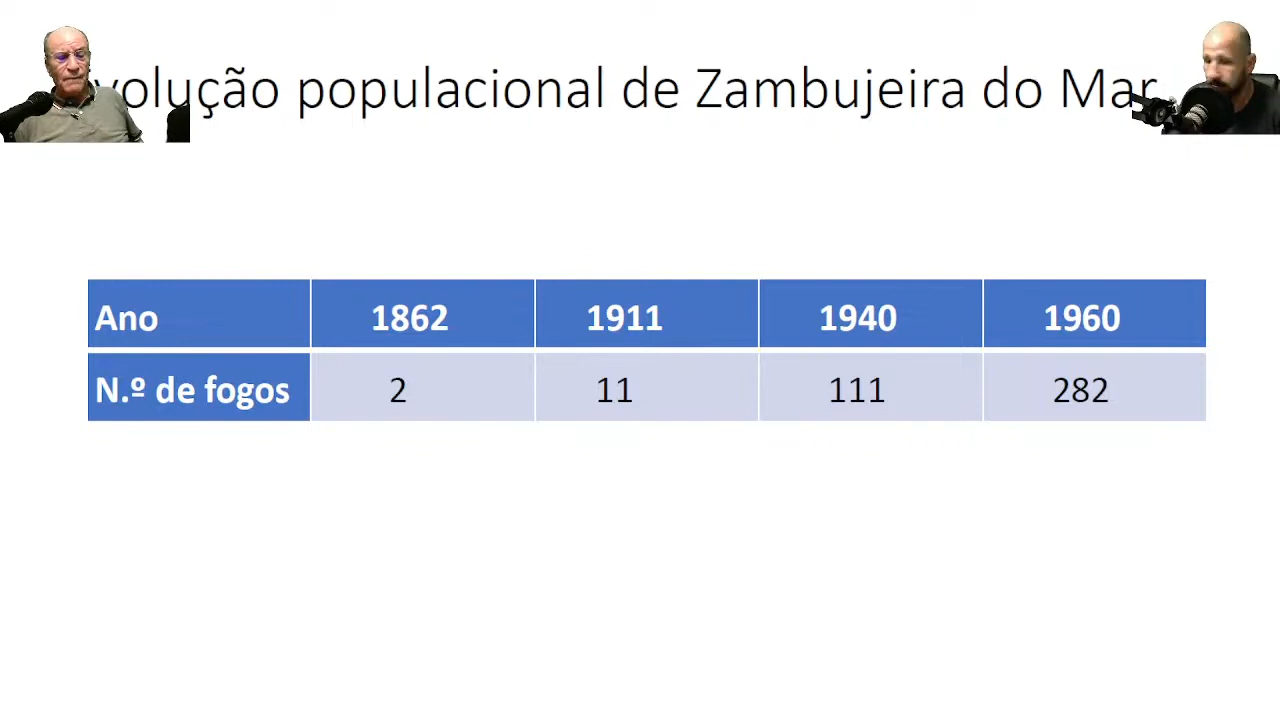 volução populacional de Zambujeira do Mar
Ano 1862 1911 1940 1960
N.º de fogos 2 11 111 282